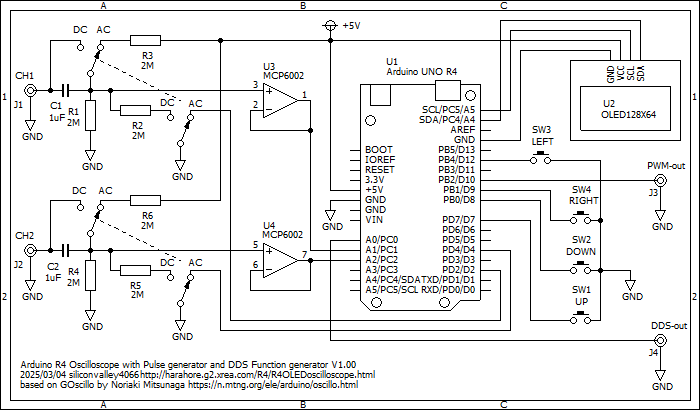 A B C
+5V
DC AC
R3
2M
U3
MCP6002
U1
Arduino UNO R4
GND
VCC
SCL
SDA
1 1
CH1
J1
GND
C1
1uF
R1
2M
GND
R2
2M
DC AC
GND
3
2
1
+
-
SCL/PC5/A5
SDA/PC4/A4
AREF
GND
PB5/D13
PB4/D12
PB3/D11
PB2/D10
PB1/D9
PB0/D8
PD7/D7
PD6/D6
PD5/D5
PD4/D4
PD3/D3
PD2/D2
TXD/PD1/D1
RXD/PD0/D0
BOOT
IOREF
RESET
3.3V
+5V
GND
GND
VIN
GND
A0/PC0
A1/PC1
A2/PC2
A3/PC3
A4/PC4/SDA
A5/PC5/SCL
U2
OLED128X64
SW3
LEFT
PWM-out
J3
GND
SW4
RIGHT
SW2
DOWN
SW1
UP
GND
DDS-out
J4
GND
DC AC
R6
2M
U4
MCP6002
5
6
7
+
-
CH2
J2
GND
C2
1uF
R4
2M
GND
R5
2M
DC AC
GND
2 2
Arduino R4 Oscilloscope with Pulse generator and DDS Function generator V1.00
2025/03/04 siliconvalley4066 http://harahore.g2.xrea.com/R4/R4OLEDoscilloscope.html
based on GOscillo by Noriaki Mitsunaga https://n.mtng.org/ele/arduino/oscillo.html
A B C